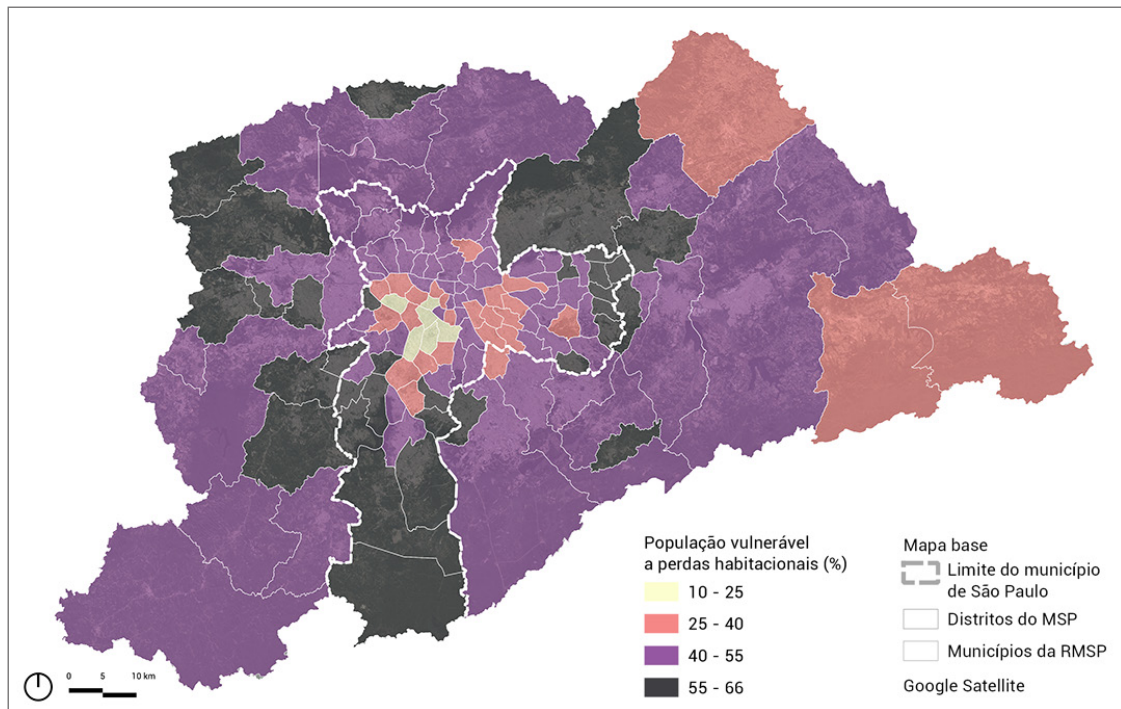 População vulnerável
a perdas habitacionais (%)
10 - 25
25 - 40
40 - 55
55 - 66
Mapa base
Limite do município
de São Paulo
Distritos do MSP
Municípios da RMSP
Google Satellite
0 5 10 km